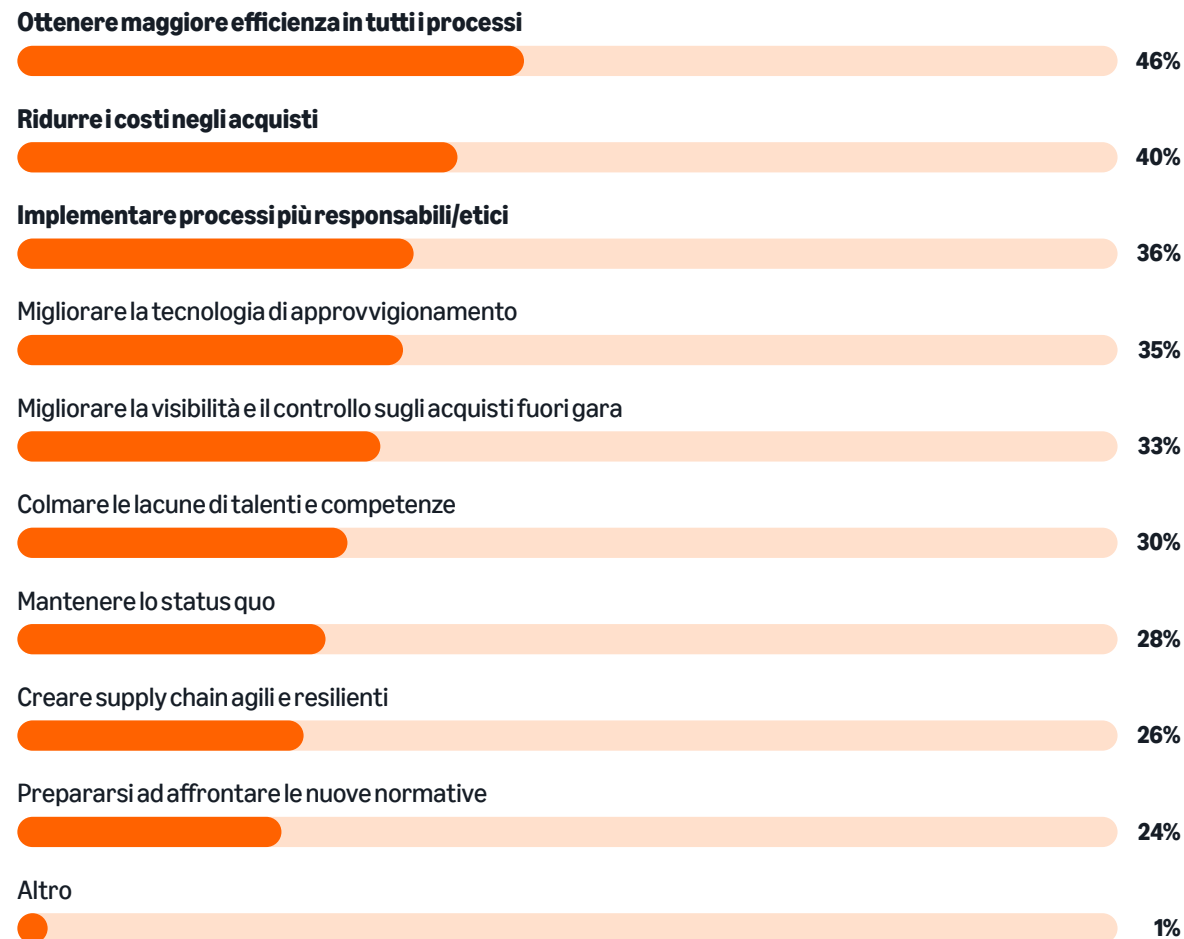 Ottenere maggiore efficienza in tutti i processi
46%
Ridurre i costi negli acquisti
40%
Implementare processi più responsabili/etici
36%
Migliorare la tecnologia di approvvigionamento
35%
Migliorare la visibilità e il controllo sugli acquisti fuori gara
33%
Colmare le lacune di talenti e competenze
30%
Mantenere lo status quo
28%
Creare supply chain agili e resilienti
26%
Prepararsi ad affrontare le nuove normative
24%
Altro
1%